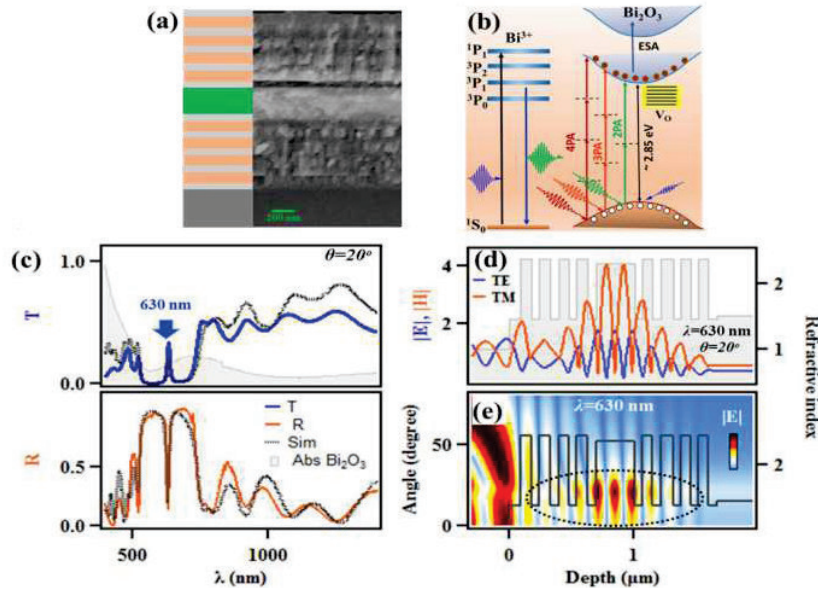 (a)
200 nm
(b)
Bi₂O₃
Bi³⁺
ESA
¹P₁
³P₂
³P₁
³P₀
V₀
4PA
3PA
2PA
~ 2.85 eV
¹S₀
(c)
θ=20°
1.0
630 nm
T
0.0
T
R
Sim
Abs Bi₂O₃
R
0.5
0.0
500
1000
λ (nm)
(d)
TE
TM
4
2
|E|, |H|
λ=630 nm
θ=20°
2
1
Refractive index
(e)
λ=630 nm
|E|
50
0
Angle (degree)
2
0
1
Depth (μm)